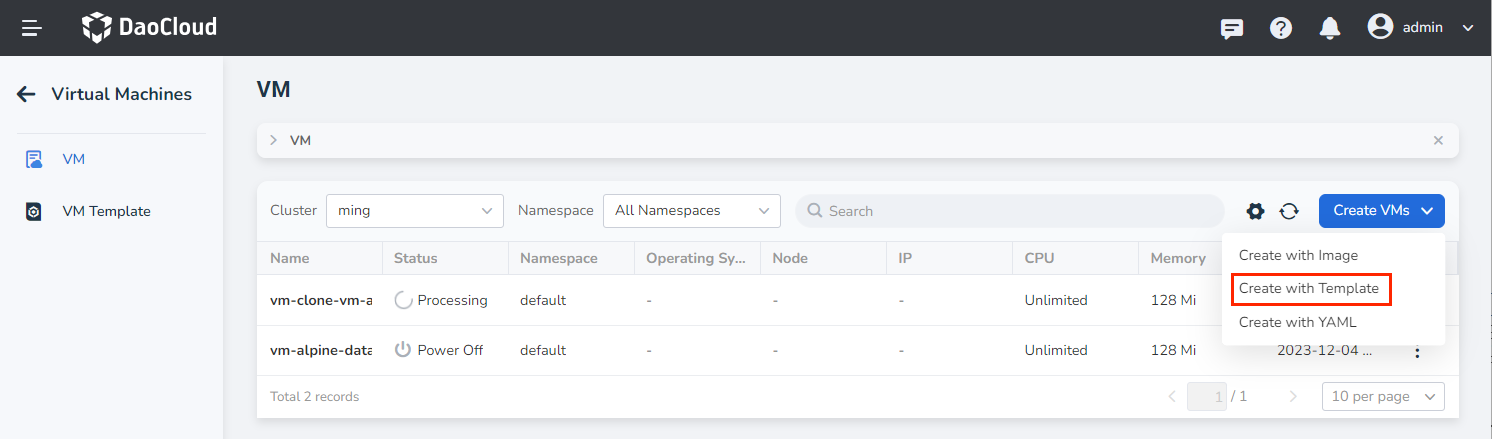 DaoCloud
admin
Virtual Machines
VM
VM Template
VM
VM
Cluster ming Namespace All Namespaces Search Create VMs
Create with Image
Create with Template
Create with YAML
Name Status Namespace Operating Sy... Node IP CPU Memory
vm-clone-vm-a Processing default - - - Unlimited 128 Mi
vm-alpine-data Power Off default - - - Unlimited 128 Mi 2023-12-04 ...
Total 2 records 1 / 1 10 per page